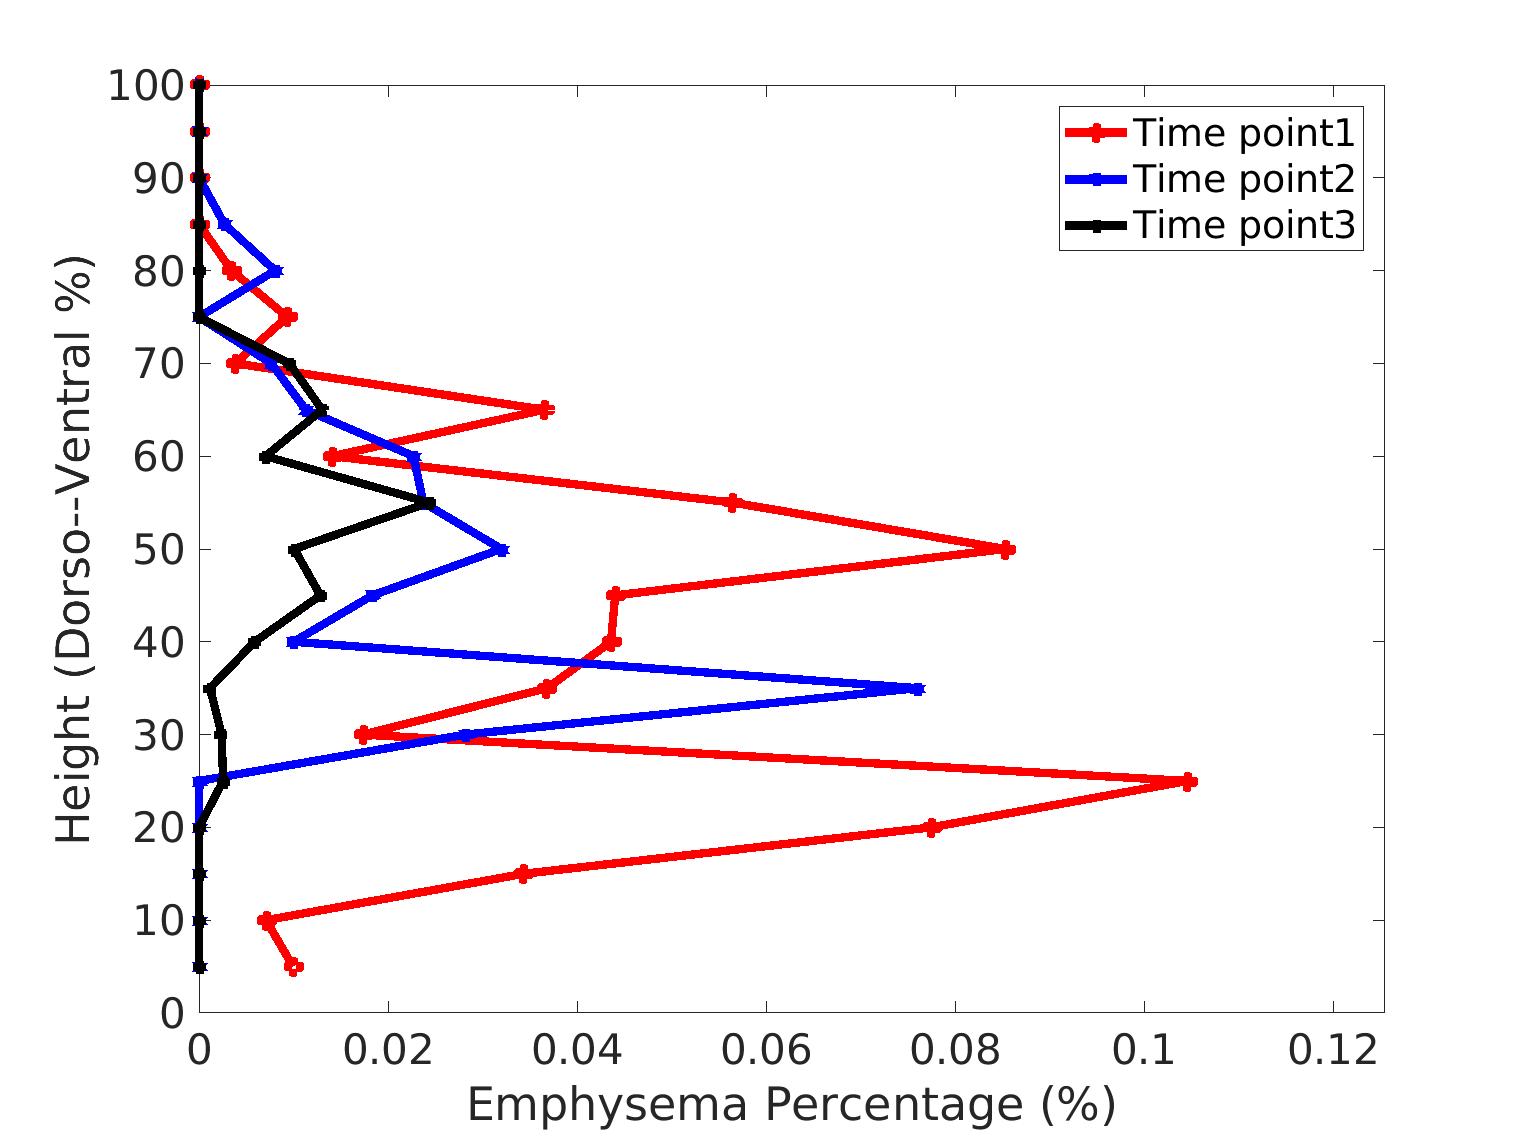 100
90
80
70
60
50
40
30
20
10
0
Height (Dorso--Ventral %)
0 0.02 0.04 0.06 0.08 0.1 0.12
Emphysema Percentage (%)
Time point1
Time point2
Time point3